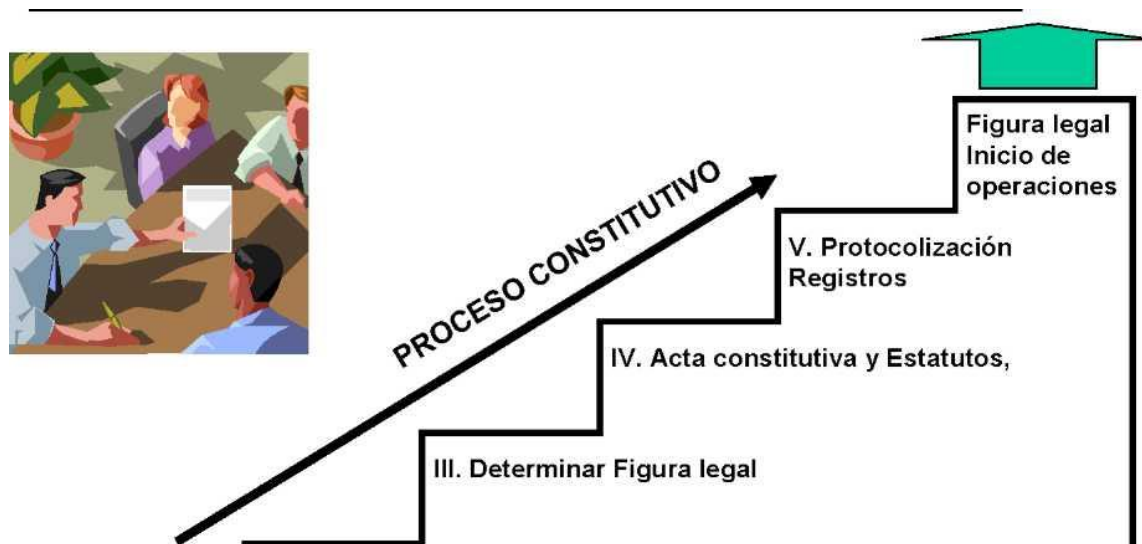 Figura legal
Inicio de
operaciones
PROCESO CONSTITUTIVO
V. Protocolización
Registros
IV. Acta constitutiva y Estatutos,
III. Determinar Figura legal